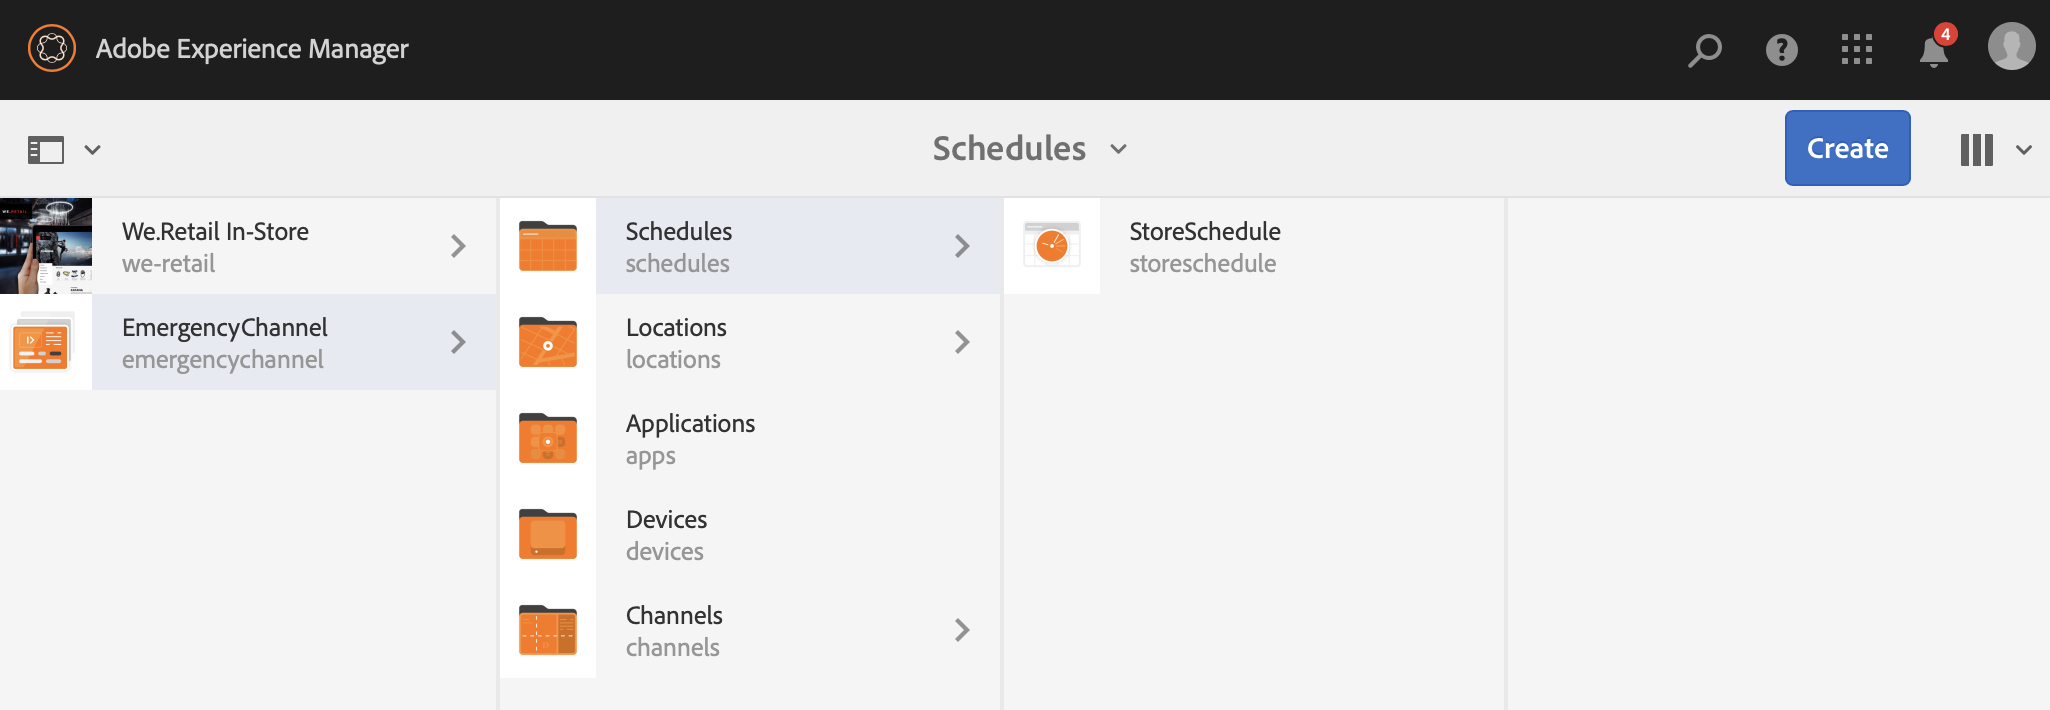 Adobe Experience Manager
4
Schedules
Create
We.Retail In-Store
we-retail
EmergencyChannel
emergencychannel
Schedules
schedules
Locations
locations
Applications
apps
Devices
devices
Channels
channels
StoreSchedule
storeschedule